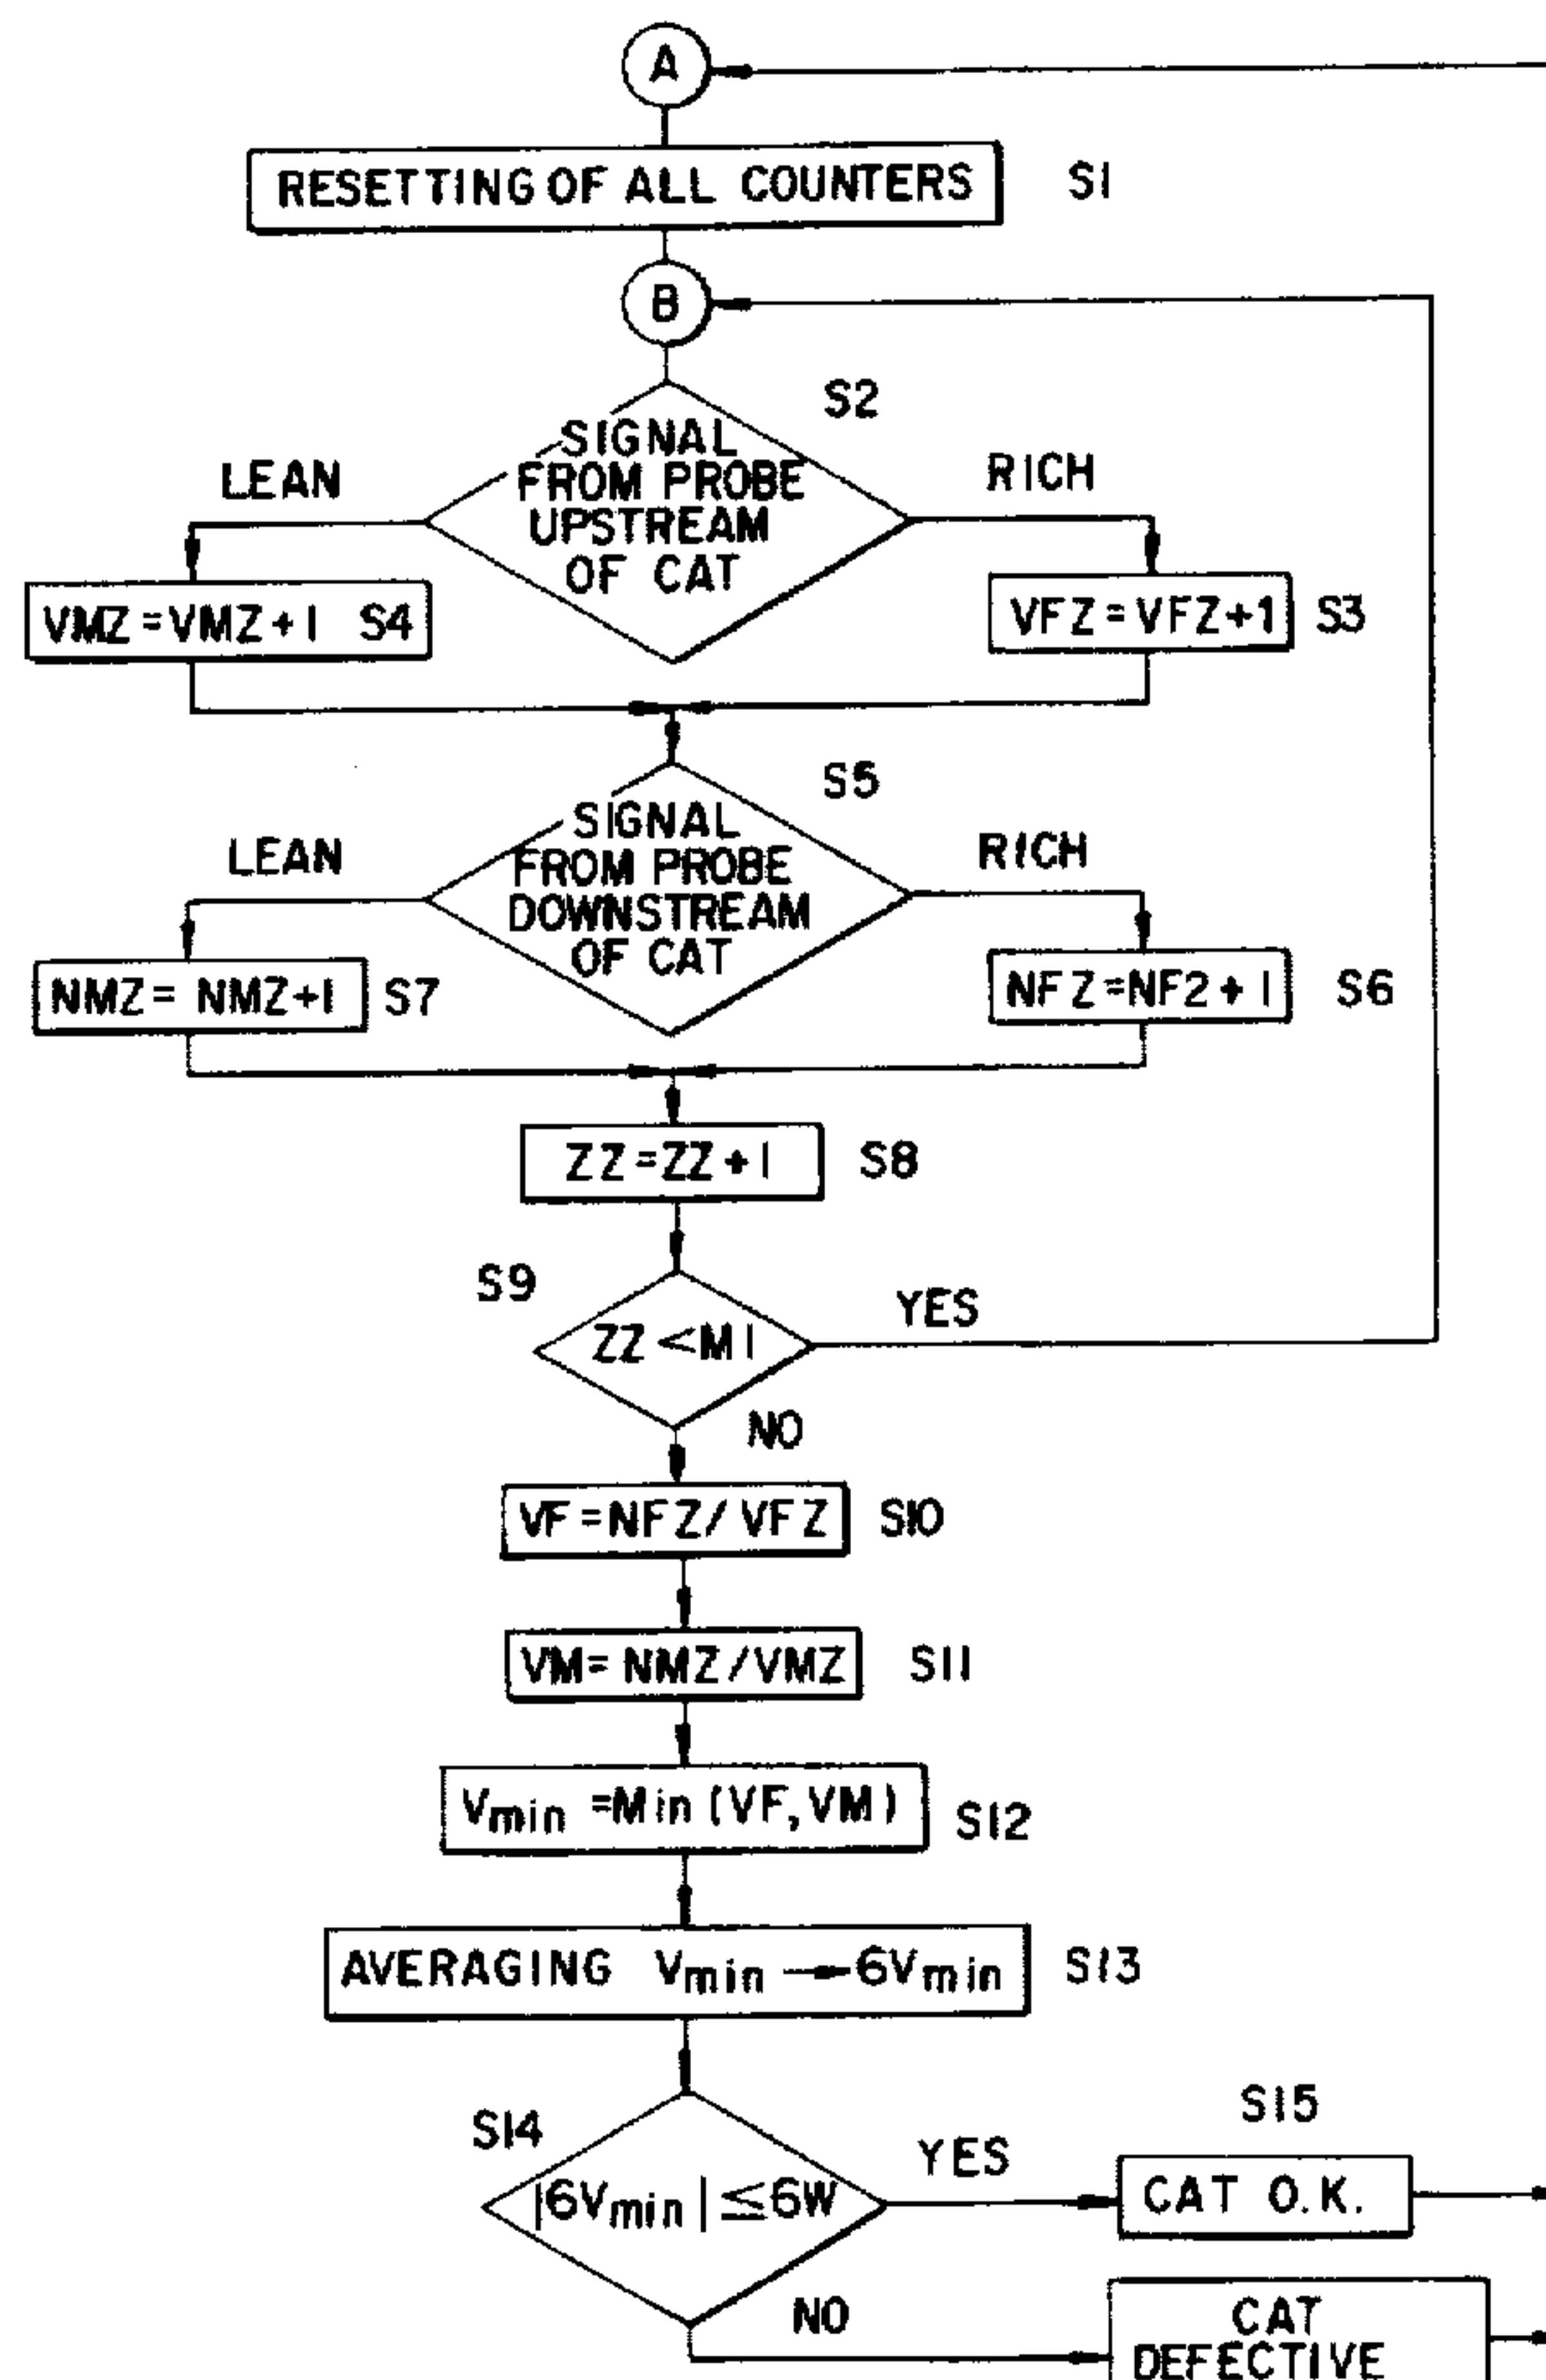 A
RESETTING OF ALL COUNTERS S1
B
S2
SIGNAL
FROM PROBE
UPSTREAM
OF CAT
LEAN
RICH
VMZ=VMZ+1 S4
VFZ=VFZ+1 S3
S5
SIGNAL
FROM PROBE
DOWNSTREAM
OF CAT
LEAN
RICH
NMZ= NMZ+1 S7
NFZ=NF2+1 S6
ZZ=ZZ+1 S8
S9
ZZ<M1
YES
NO
VF=NFZ/VFZ S10
VM=NMZ/VMZ S11
Vmin=Min(VF,VM) S12
AVERAGING Vmin→6Vmin S13
S14
|6Vmin|≤6W
YES
S15
CAT O.K.
NO
CAT
DEFECTIVE